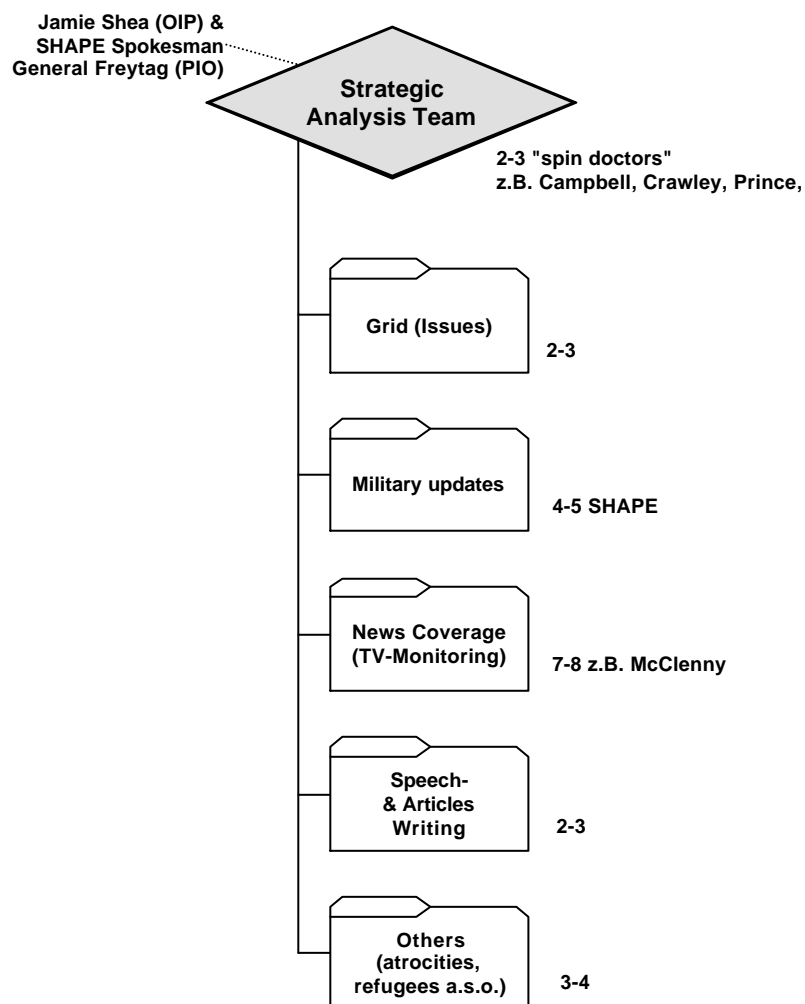 Jamie Shea (OIP) &
SHAPE Spokesman
General Freytag (PIO)
Strategic
Analysis Team
2-3 "spin doctors"
z.B. Campbell, Crawley, Prince,
Grid (Issues)
2-3
Military updates
4-5 SHAPE
News Coverage
(TV-Monitoring)
7-8 z.B. McClenny
Speech-
& Articles
Writing
2-3
Others
(atrocities,
refugees a.s.o.)
3-4